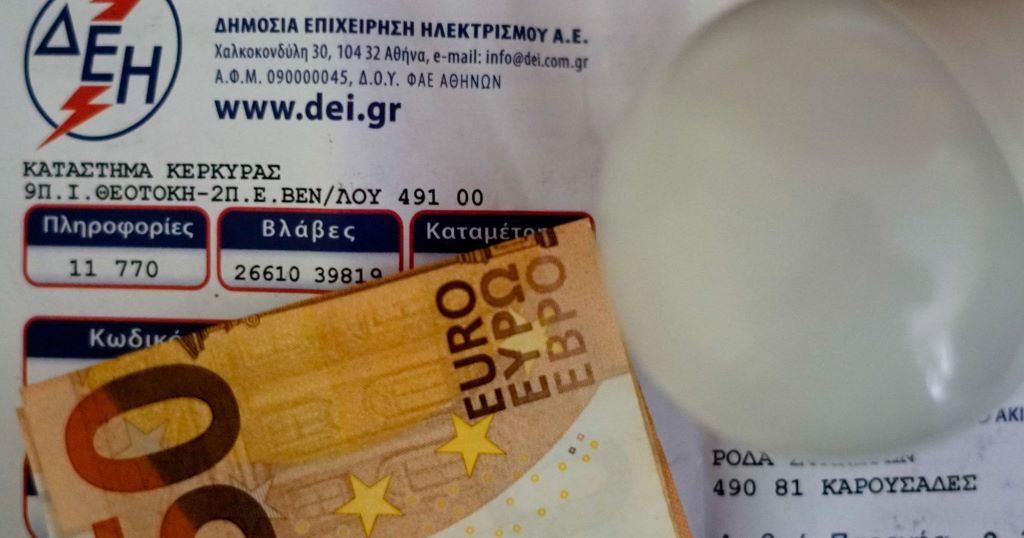 ΔΕΗ
ΔΗΜΟΣΙΑ ΕΠΙΧΕΙΡΗΣΗ ΗΛΕΚΤΡΙΣΜΟΥ Α.Ε.
Χαλκοκονδύλη 30, 104 32 Αθήνα, e-mail: info@dei.com.gr
Α.Φ.Μ. 090000045, Δ.Ο.Υ. ΦΑΕ ΑΘΗΝΩΝ
www.dei.gr
ΚΑΤΑΣΤΗΜΑ ΚΕΡΚΥΡΑΣ
9Π.Ι.ΘΕΟΤΟΚΗ-2Π.Ε.ΒΕΝ/ΛΟΥ 491 00
Πληροφορίες
Βλάβες
11 770
26610 39819
50
EURO
ΕΥΡΩ
ЕВРО
ΡΟΔΑ
490 81 ΚΑΡΟΥΣΑΔΕΣ